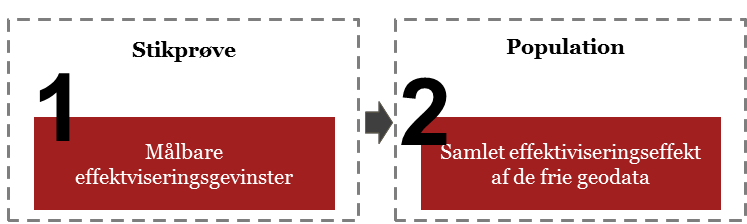 Stikprøve
1
Målbare
effektviseringsgevinster
Population
2
Samlet effektiviseringseffekt
af de frie geodata